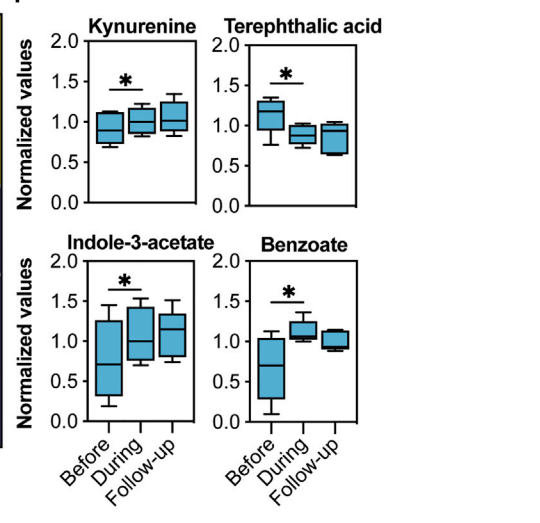 Kynurenine
Terephthalic acid
Normalized values
2.0
1.5
1.0
0.5
0.0
*
2.0
1.5
1.0
0.5
0.0
*
Indole-3-acetate
Benzoate
Normalized values
2.0
1.5
1.0
0.5
0.0
*
2.0
1.5
1.0
0.5
0.0
*
Before
During
Follow-up
Before
During
Follow-up